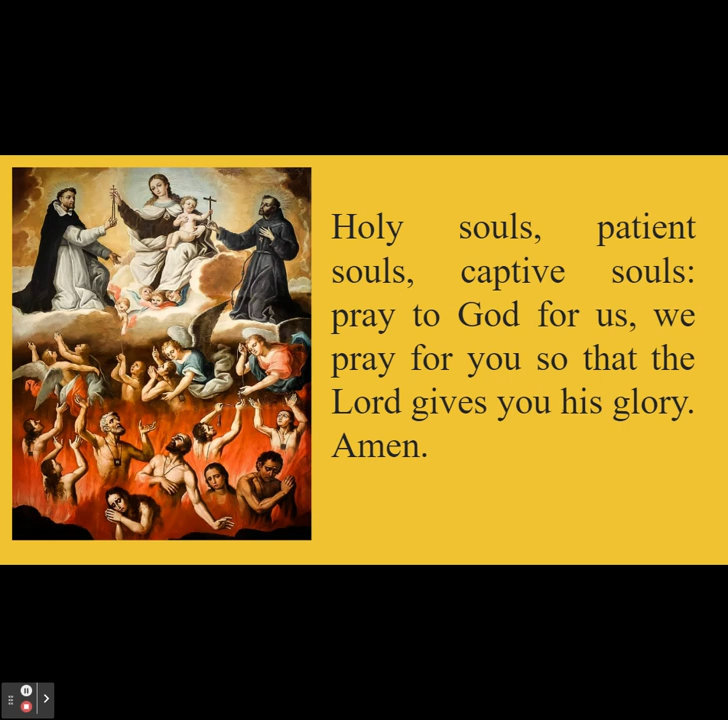 Holy souls, patient
souls, captive souls:
pray to God for us, we
pray for you so that the
Lord gives you his glory.
Amen.